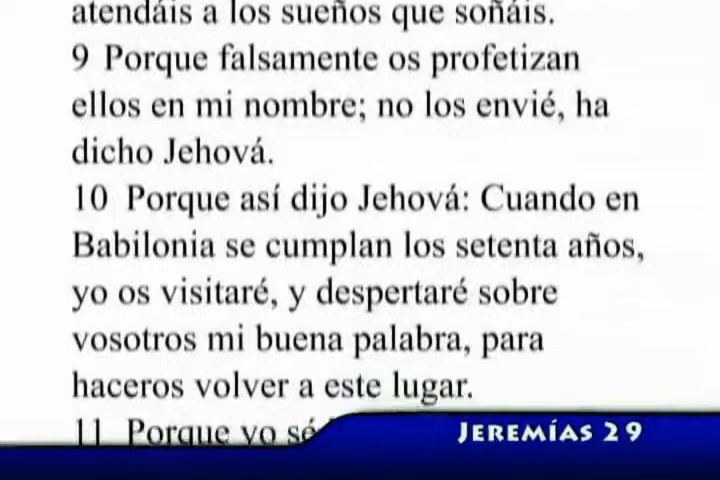 atendáis a los sueños que soñáis.
9 Porque falsamente os profetizan
ellos en mi nombre; no los envié, ha
dicho Jehová.
10 Porque así dijo Jehová: Cuando en
Babilonia se cumplan los setenta años,
yo os visitaré, y despertaré sobre
vosotros mi buena palabra, para
haceros volver a este lugar.
11 Porque yo sé
JEREMÍAS 29